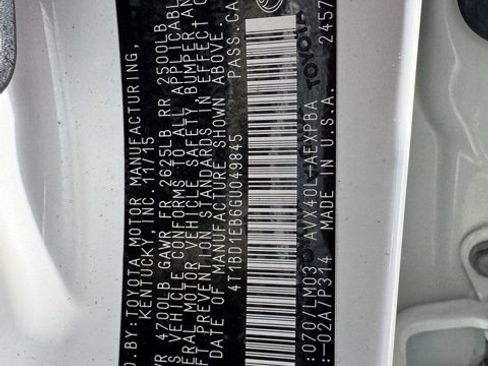 D.BY:TOYOTA MOTOR MANUFACTURING,
KENTUCKY, INC. 11/15
VWR 4700LB GAWR FR 2625LB RR 2500LB
VEHICLE CONFORMS TO ALL APPLICABL
ERAL MOTOR VEHICLE SAFETY, BUMPER AN
FT PREVENTION STANDARDS IN EFFECT O
DATE OF MANUFACTURE SHOWN ABOVE.
4T1BD1EB6GU049845 PASS.CA
:070/LM03 AVX40L-AEXPBA TOYOTA
:-02A/P314 MADE IN U.S.A. 2457